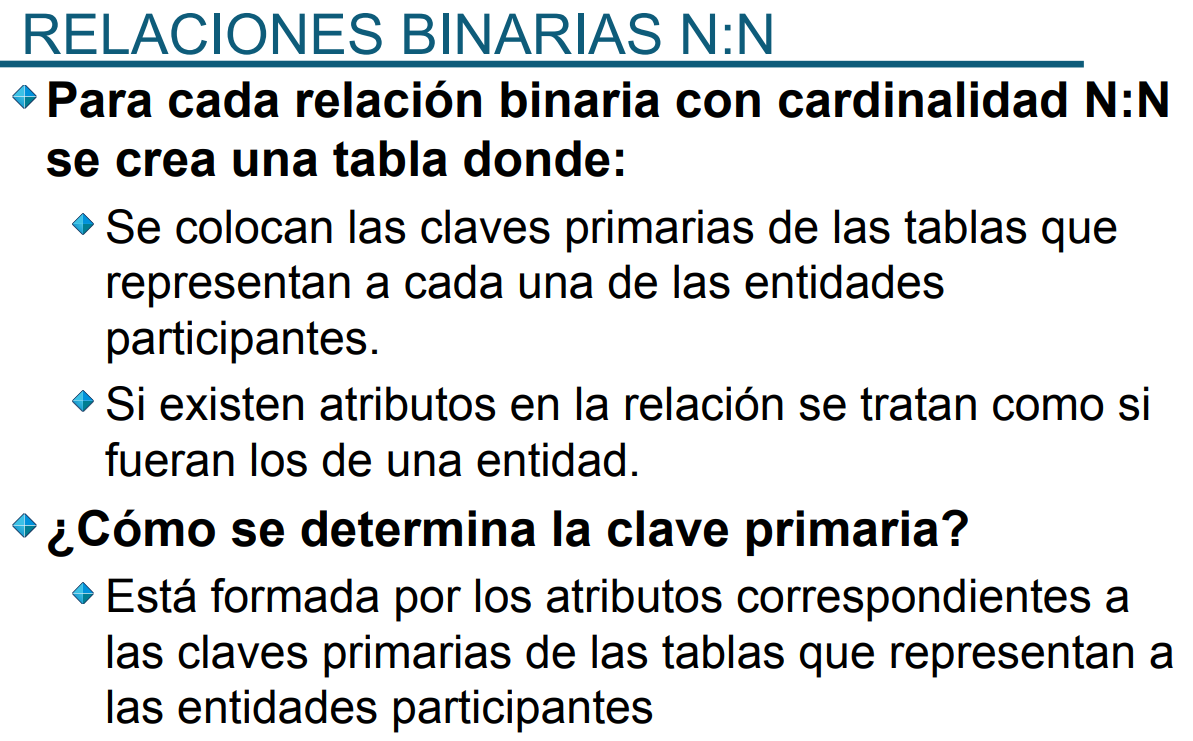 RELACIONES BINARIAS N:N
Para cada relación binaria con cardinalidad N:N
se crea una tabla donde:
Se colocan las claves primarias de las tablas que
representan a cada una de las entidades
participantes.
Si existen atributos en la relación se tratan como si
fueran los de una entidad.
¿Cómo se determina la clave primaria?
Está formada por los atributos correspondientes a
las claves primarias de las tablas que representan a
las entidades participantes